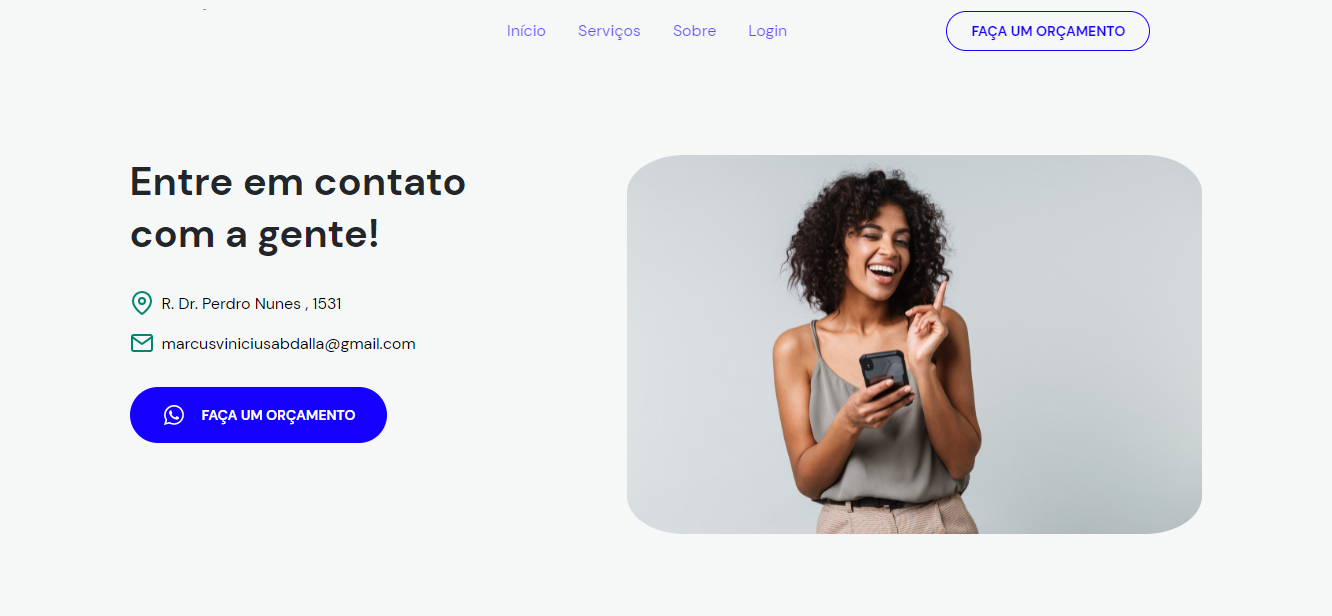 Início Serviços Sobre Login FAÇA UM ORÇAMENTO
Entre em contato
com a gente!
R. Dr. Perdro Nunes , 1531
marcusviniciusabdalla@gmail.com
FAÇA UM ORÇAMENTO